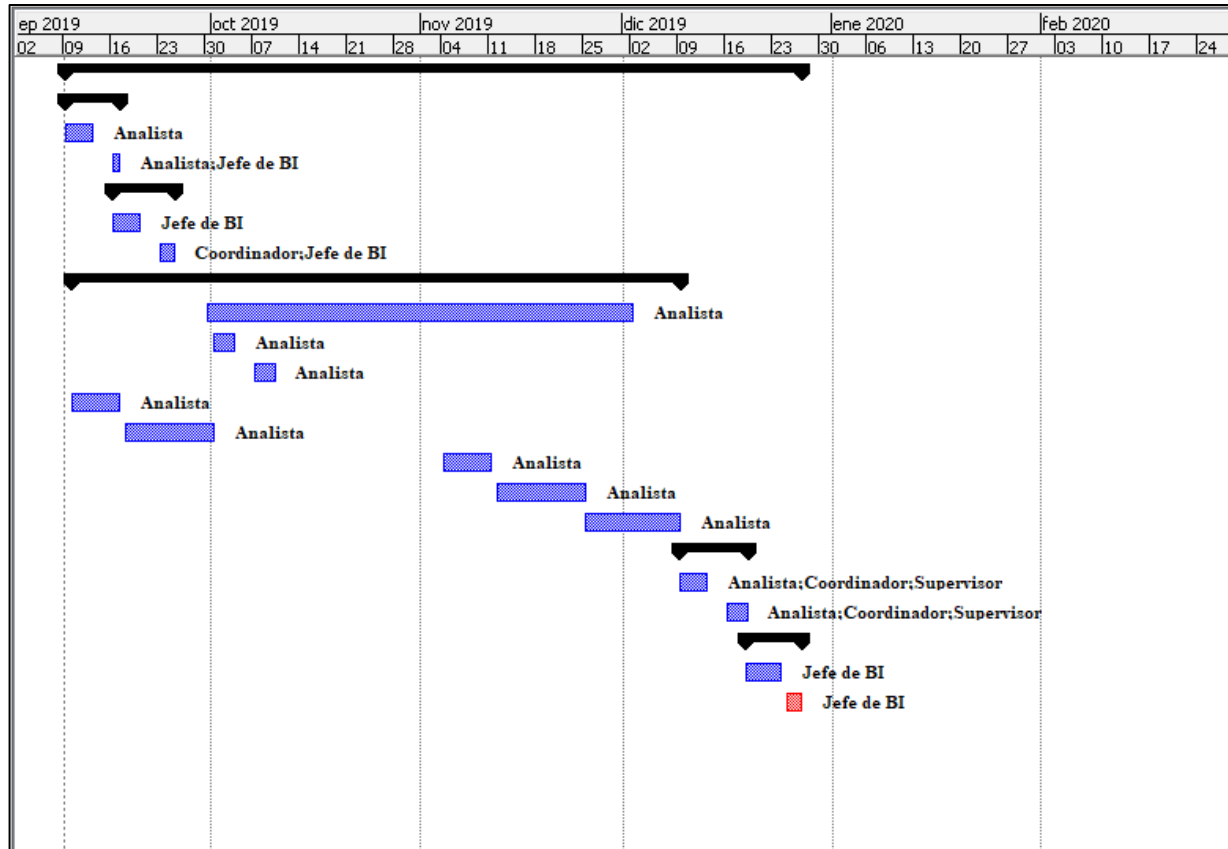 ep 2019 oct 2019 nov 2019 dic 2019 ene 2020 feb 2020
02 09 16 23 30 07 14 21 28 04 11 18 25 02 09 16 23 30 06 13 20 27 03 10 17 24
Analista
Analista;Jefe de BI
Jefe de BI
Coordinador;Jefe de BI
Analista
Analista
Analista
Analista
Analista
Analista
Analista
Analista
Analista;Coordinador;Supervisor
Analista;Coordinador;Supervisor
Jefe de BI
Jefe de BI